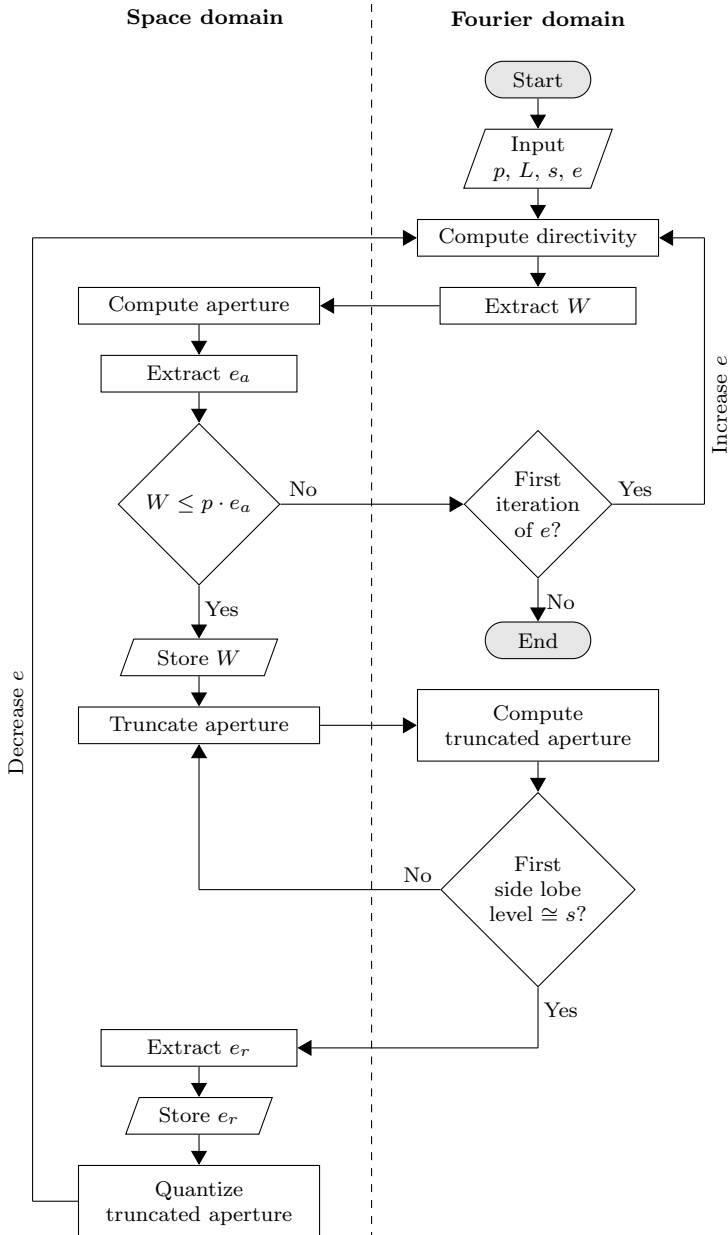 Space domain
Fourier domain
Start
Input
p, L, s, e
Compute directivity
Compute aperture
Extract W
Extract e_a
Increase e
W ≤ p · e_a
No
First
iteration
of e?
Yes
Yes
No
Store W
End
Decrease e
Truncate aperture
Compute
truncated aperture
No
First
side lobe
level ≅ s?
Yes
Extract e_r
Store e_r
Quantize
truncated aperture